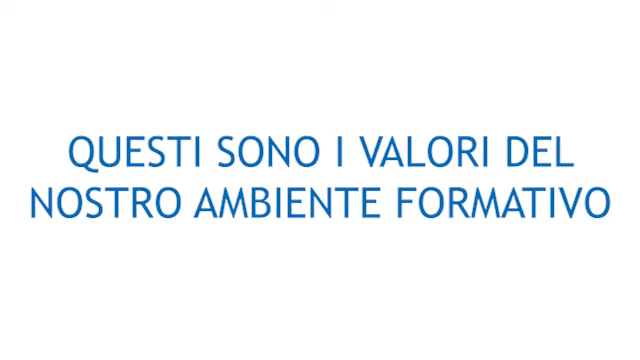 QUESTI SONO I VALORI DEL
NOSTRO AMBIENTE FORMATIVO